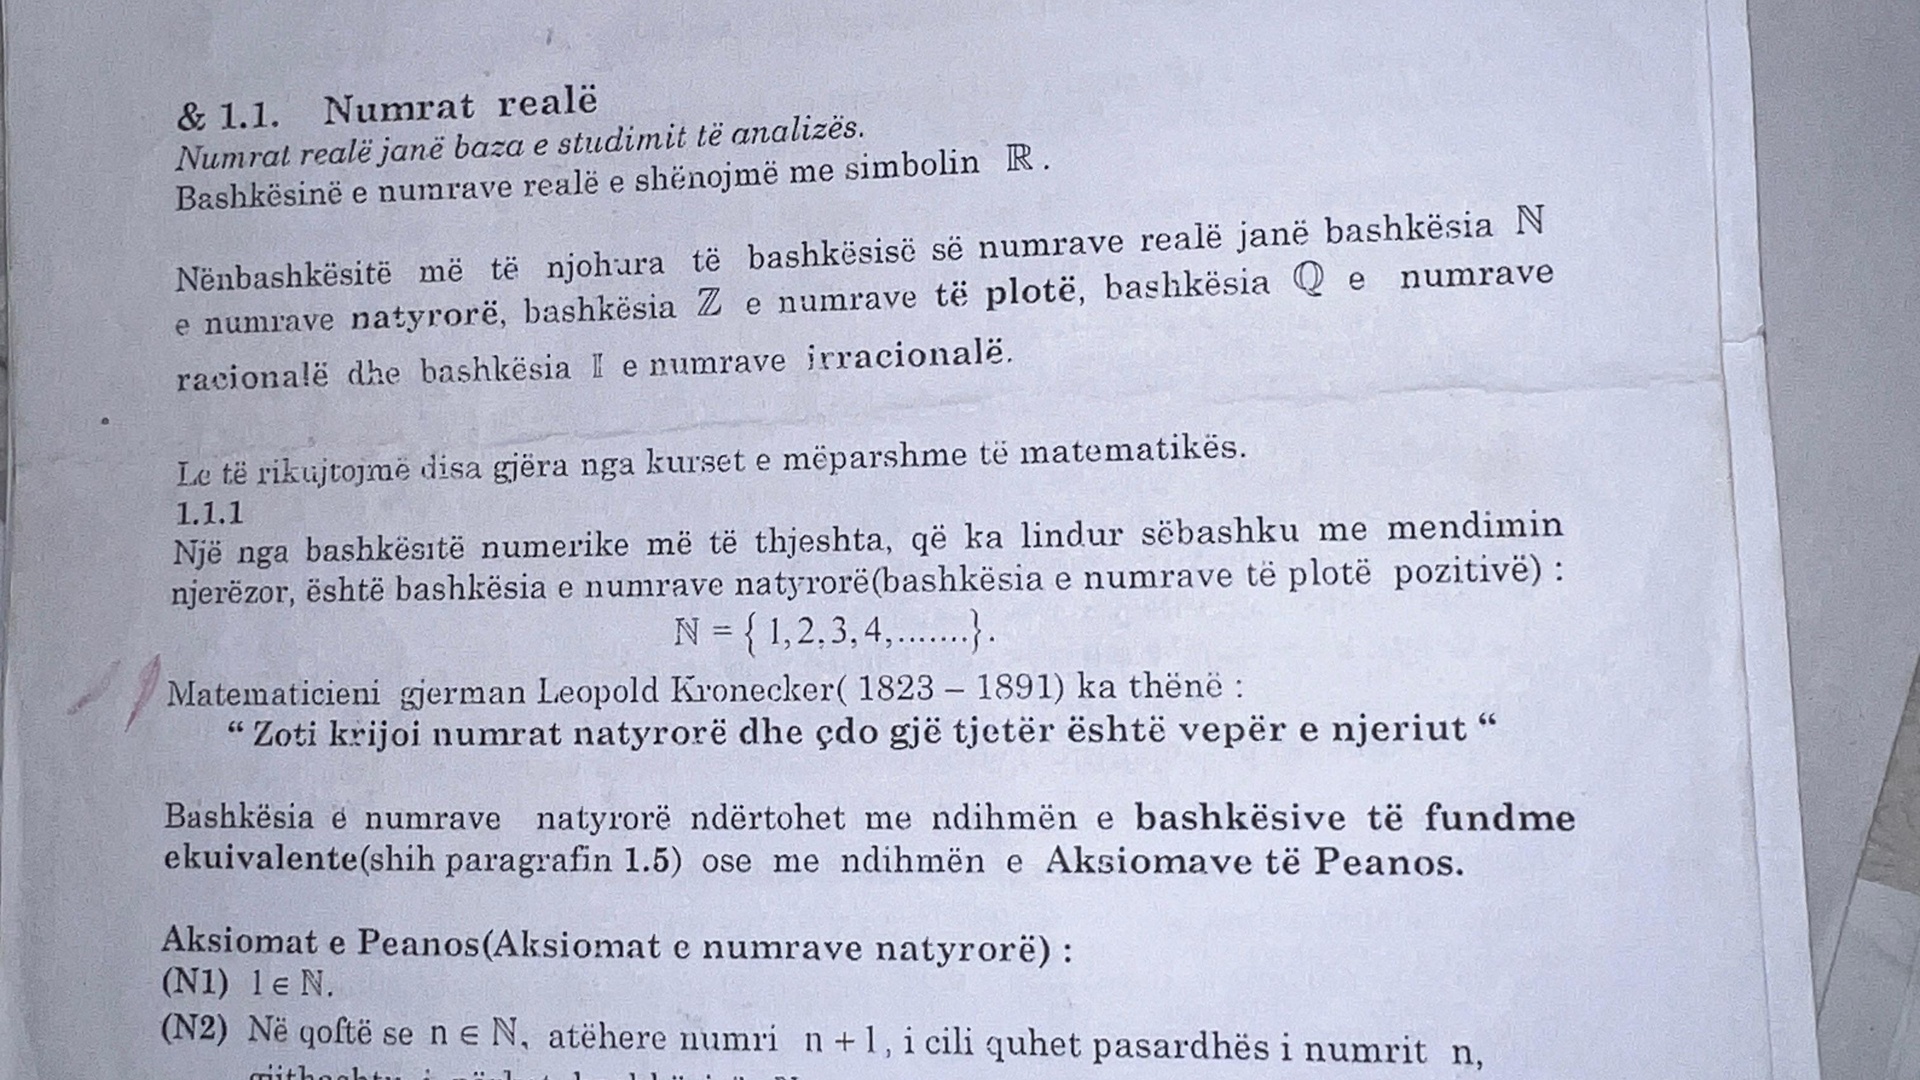 & 1.1. Numrat realë
Numrat realë janë baza e studimit të analizës.
Bashkësinë e numrave realë e shënojmë me simbolin ℝ.
Nënbashkësitë më të njohura të bashkësisë së numrave realë janë bashkësia ℕ
e numrave natyrorë, bashkësia ℤ e numrave të plotë, bashkësia ℚ e numrave
racionalë dhe bashkësia 𝕀 e numrave irracionalë.
Le të rikujtojmë disa gjëra nga kurset e mëparshme të matematikës.
1.1.1
Një nga bashkësitë numerike më të thjeshta, që ka lindur sëbashku me mendimin
njerëzor, është bashkësia e numrave natyrorë(bashkësia e numrave të plotë pozitivë) :
ℕ = { 1,2,3,4,.......}.
Matematicieni gjerman Leopold Kronecker( 1823 – 1891) ka thënë :
“ Zoti krijoi numrat natyrorë dhe çdo gjë tjetër është vepër e njeriut “
Bashkësia e numrave natyrorë ndërtohet me ndihmën e bashkësive të fundme
ekuivalente(shih paragrafin 1.5) ose me ndihmën e Aksiomave të Peanos.
Aksiomat e Peanos(Aksiomat e numrave natyrorë) :
(N1) 1 ∈ ℕ.
(N2) Në qoftë se n ∈ ℕ, atëhere numri n + 1, i cili quhet pasardhës i numrit n,